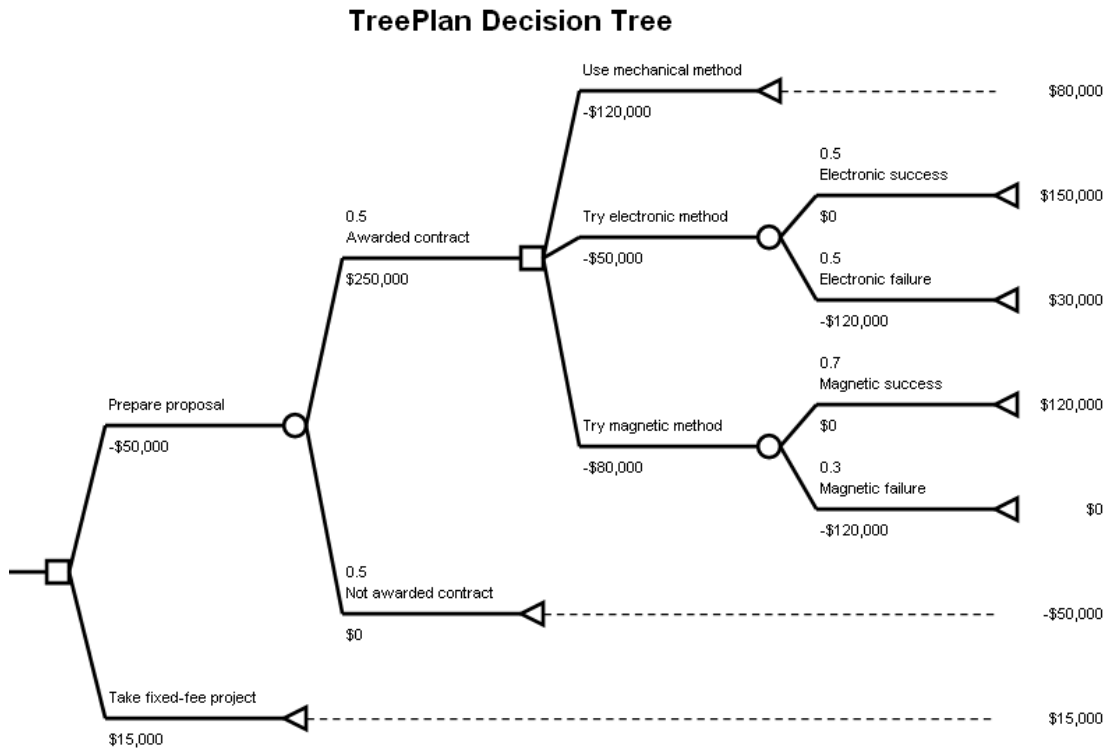 TreePlan Decision Tree
Use mechanical method
-$120,000
$80,000
0.5
Electronic success
$0
$150,000
Try electronic method
-$50,000
0.5
Electronic failure
-$120,000
$30,000
0.5
Awarded contract
$250,000
0.7
Magnetic success
$0
$120,000
Try magnetic method
-$80,000
0.3
Magnetic failure
-$120,000
$0
Prepare proposal
-$50,000
0.5
Not awarded contract
$0
-$50,000
Take fixed-fee project
$15,000
$15,000